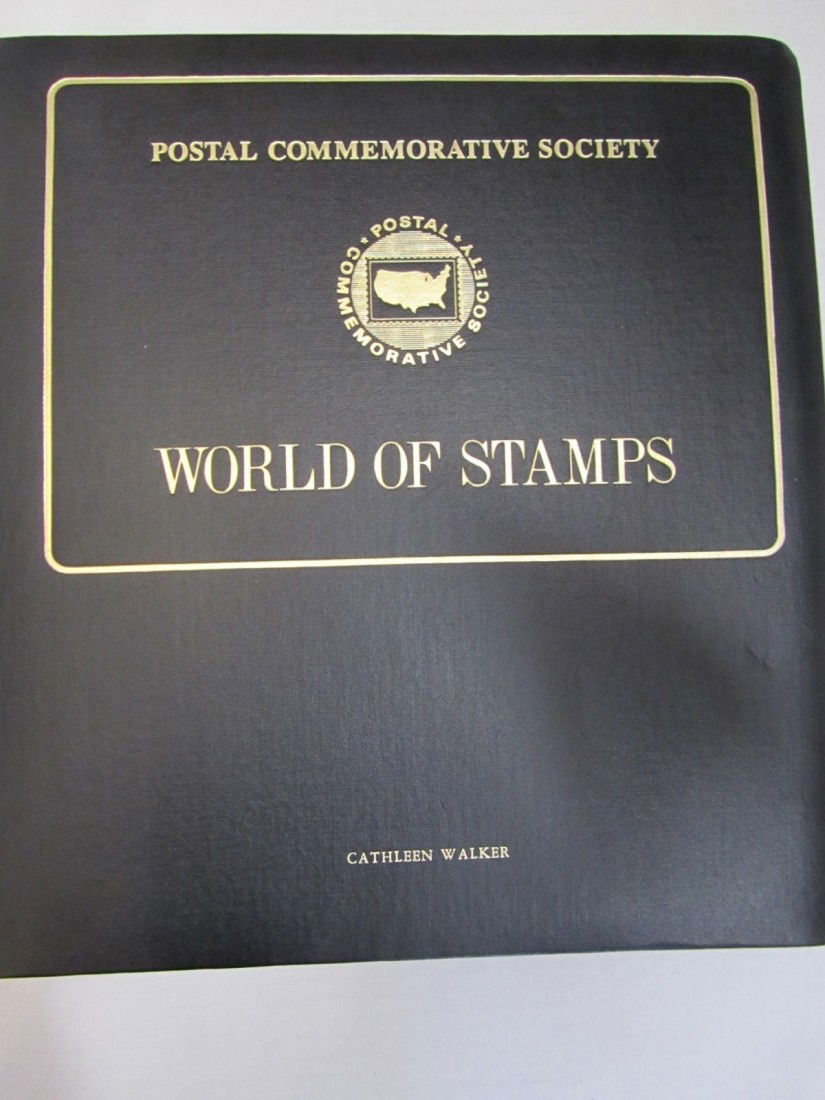 POSTAL COMMEMORATIVE SOCIETY
★ POSTAL ★
COMMEMORATIVE SOCIETY
WORLD OF STAMPS
CATHLEEN WALKER